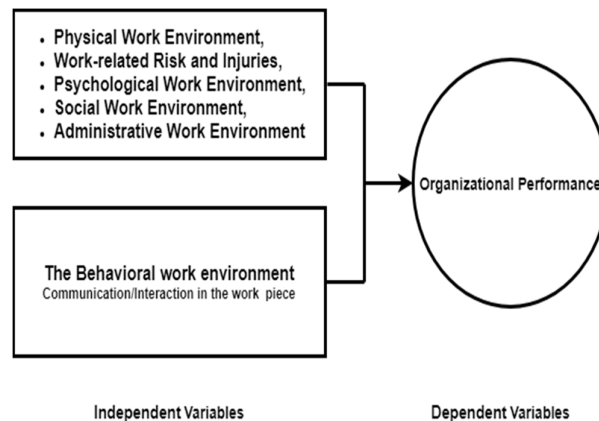 • Physical Work Environment,
• Work-related Risk and Injuries,
• Psychological Work Environment,
• Social Work Environment,
• Administrative Work Environment
Organizational Performance
The Behavioral work environment
Communication/Interaction in the work piece
Independent Variables
Dependent Variables